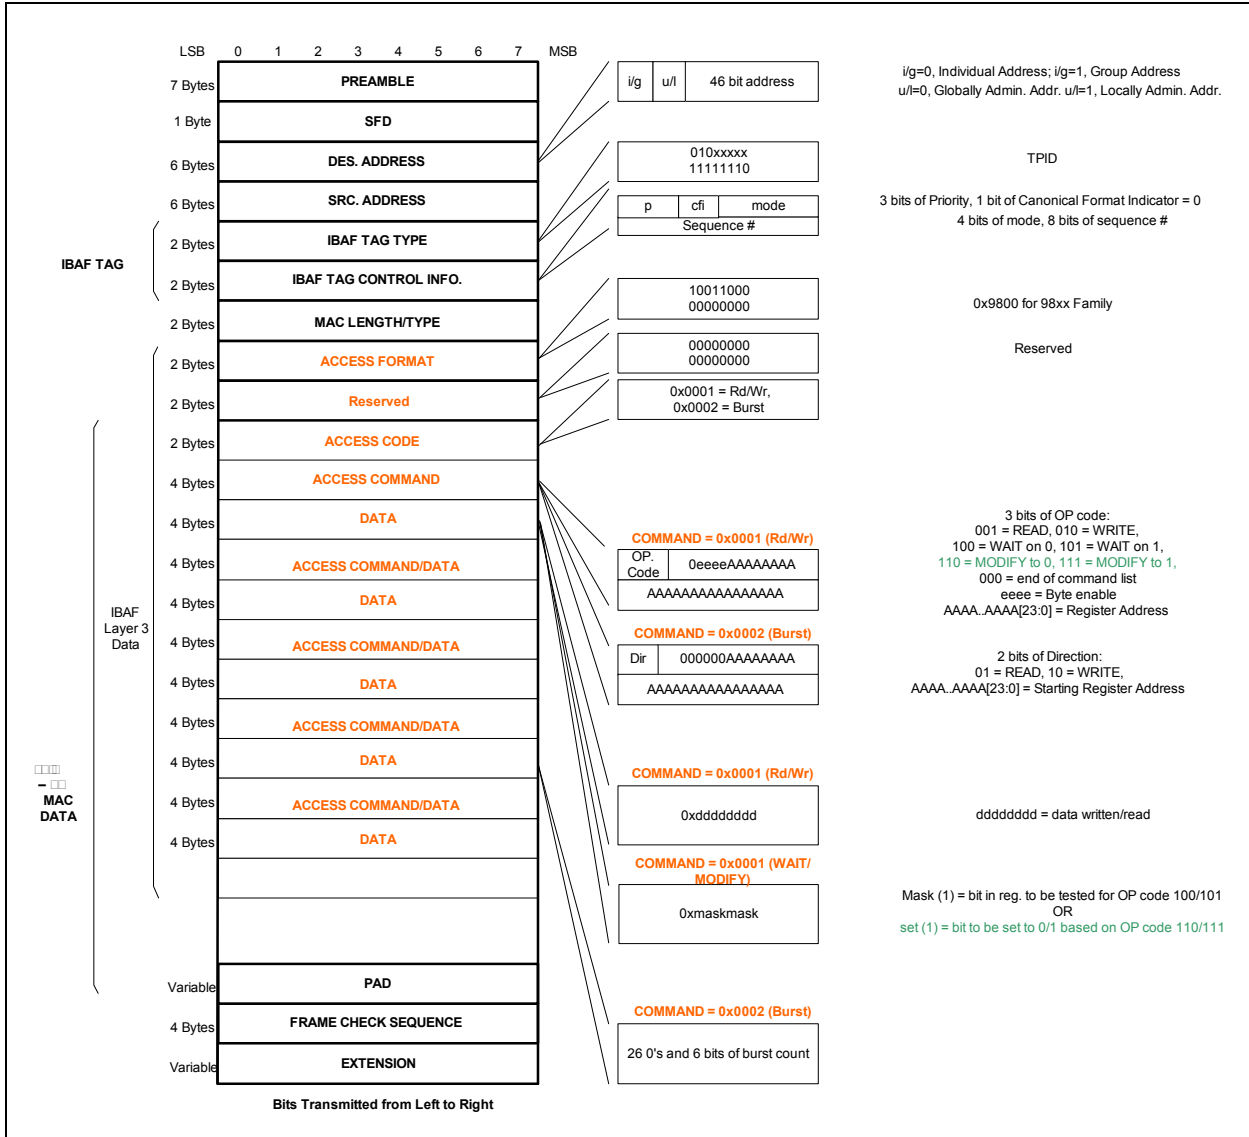 LSB 0 1 2 3 4 5 6 7 MSB
7 Bytes PREAMBLE
i/g u/l 46 bit address
i/g=0, Individual Address; i/g=1, Group Address
u/l=0, Globally Admin. Addr. u/l=1, Locally Admin. Addr.
1 Byte SFD
6 Bytes DES. ADDRESS
010xxxxx
11111110
TPID
6 Bytes SRC. ADDRESS
p cfi mode
Sequence #
3 bits of Priority, 1 bit of Canonical Format Indicator = 0
4 bits of mode, 8 bits of sequence #
IBAF TAG
2 Bytes IBAF TAG TYPE
2 Bytes IBAF TAG CONTROL INFO.
10011000
00000000
0x9800 for 98xx Family
2 Bytes MAC LENGTH/TYPE
2 Bytes ACCESS FORMAT
00000000
00000000
Reserved
2 Bytes Reserved
0x0001 = Rd/Wr,
0x0002 = Burst
2 Bytes ACCESS CODE
4 Bytes ACCESS COMMAND
4 Bytes DATA
COMMAND = 0x0001 (Rd/Wr)
OP.
Code
0eeeeAAAAAAAA
AAAAAAAAAAAAAAAA
3 bits of OP code:
001 = READ, 010 = WRITE,
100 = WAIT on 0, 101 = WAIT on 1,
110 = MODIFY to 0, 111 = MODIFY to 1,
000 = end of command list
eeee = Byte enable
AAAA..AAAA[23:0] = Register Address
4 Bytes ACCESS COMMAND/DATA
4 Bytes DATA
IBAF
Layer 3
Data
4 Bytes ACCESS COMMAND/DATA
COMMAND = 0x0002 (Burst)
Dir 000000AAAAAAAA
AAAAAAAAAAAAAAAA
2 bits of Direction:
01 = READ, 10 = WRITE,
AAAA..AAAA[23:0] = Starting Register Address
4 Bytes DATA
4 Bytes ACCESS COMMAND/DATA
4 Bytes DATA
COMMAND = 0x0001 (Rd/Wr)
0xdddddddd
dddddddd = data written/read
–
MAC
DATA
4 Bytes ACCESS COMMAND/DATA
4 Bytes DATA
COMMAND = 0x0001 (WAIT/
MODIFY)
0xmaskmask
Mask (1) = bit in reg. to be tested for OP code 100/101
OR
set (1) = bit to be set to 0/1 based on OP code 110/111
Variable PAD
4 Bytes FRAME CHECK SEQUENCE
COMMAND = 0x0002 (Burst)
26 0's and 6 bits of burst count
Variable EXTENSION
Bits Transmitted from Left to Right